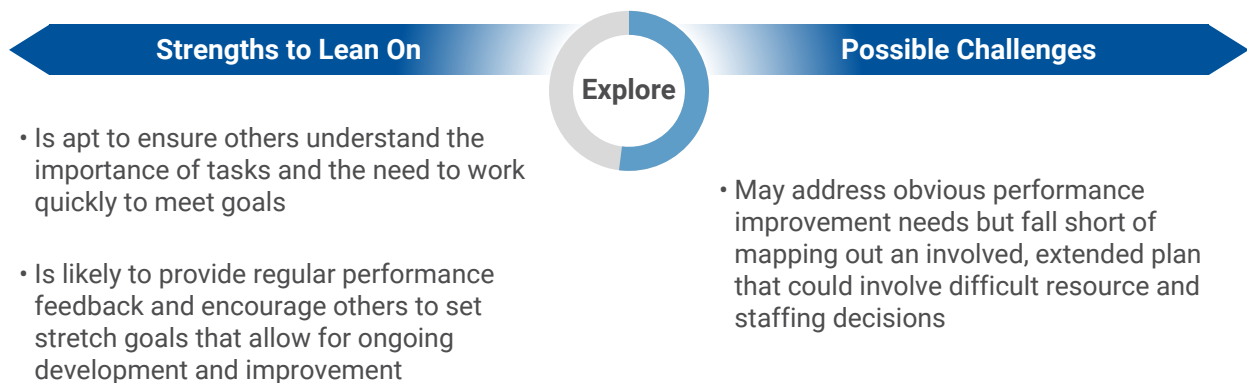 Strengths to Lean On
Explore
Possible Challenges
• Is apt to ensure others understand the
importance of tasks and the need to work
quickly to meet goals
• Is likely to provide regular performance
feedback and encourage others to set
stretch goals that allow for ongoing
development and improvement
• May address obvious performance
improvement needs but fall short of
mapping out an involved, extended plan
that could involve difficult resource and
staffing decisions